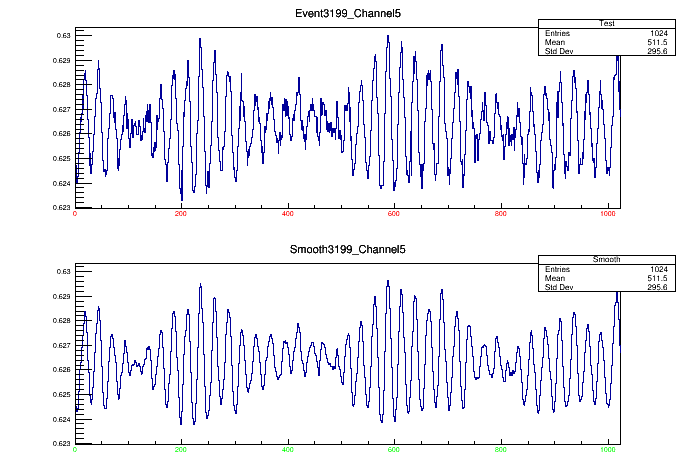 Event3199_Channel5
Test
Entries 1024
Mean 511.5
Std Dev 295.6
0.63
0.629
0.628
0.627
0.626
0.625
0.624
0.623
0 200 400 600 800 1000
Smooth3199_Channel5
Smooth
Entries 1024
Mean 511.5
Std Dev 295.6
0.63
0.629
0.628
0.627
0.626
0.625
0.624
0.623
0 200 400 600 800 1000